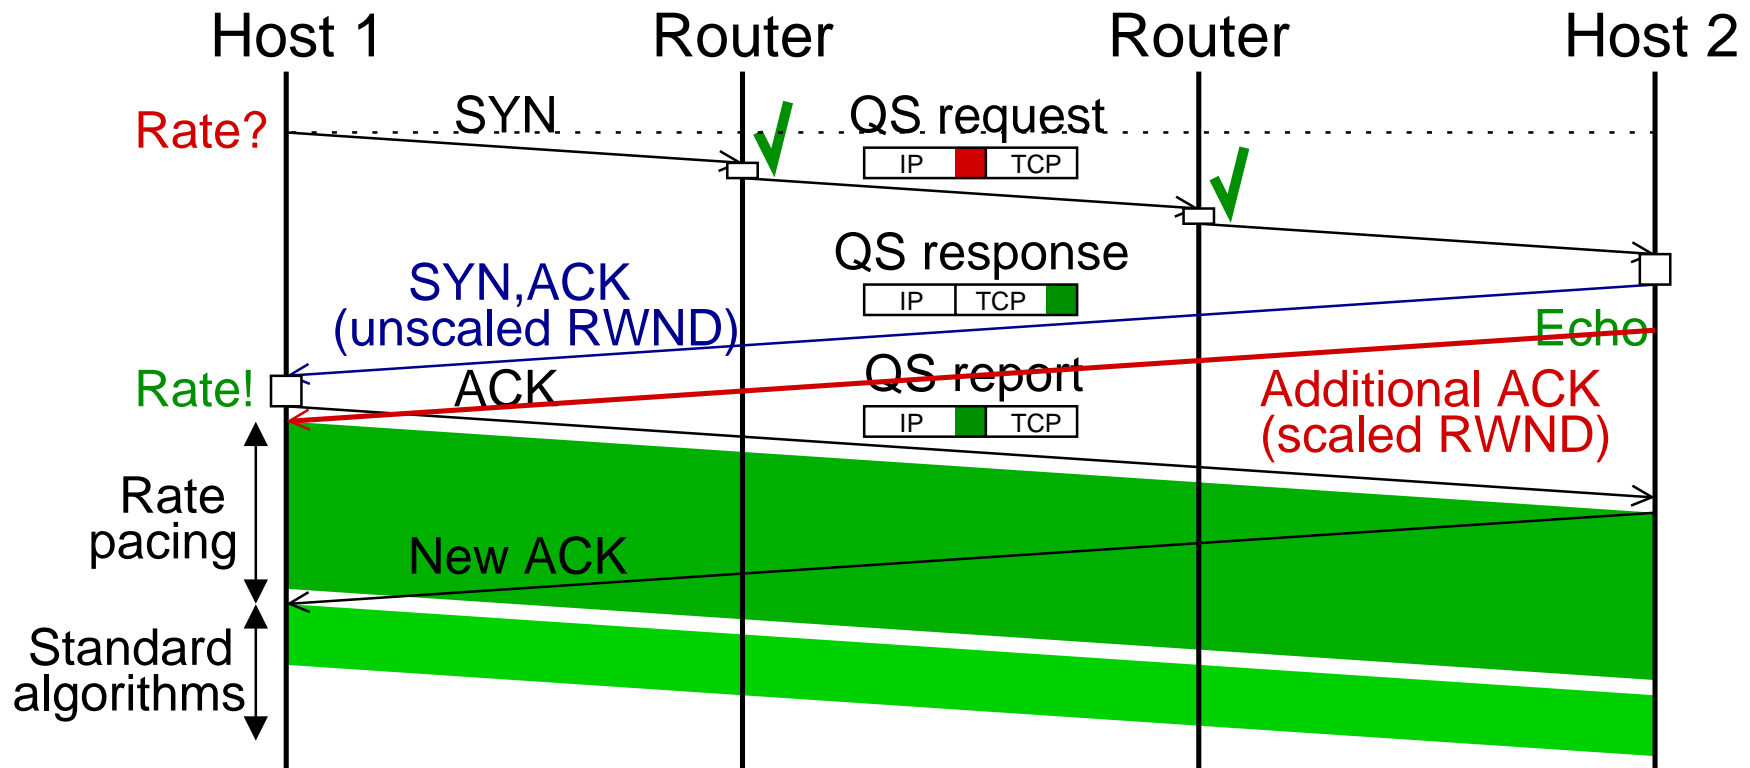 Host 1
Router
Router
Host 2
Rate?
SYN
QS request
IP
TCP
QS response
IP
TCP
SYN,ACK
(unscaled RWND)
Echo
Rate!
ACK
QS report
IP
TCP
Additional ACK
(scaled RWND)
Rate
pacing
New ACK
Standard
algorithms